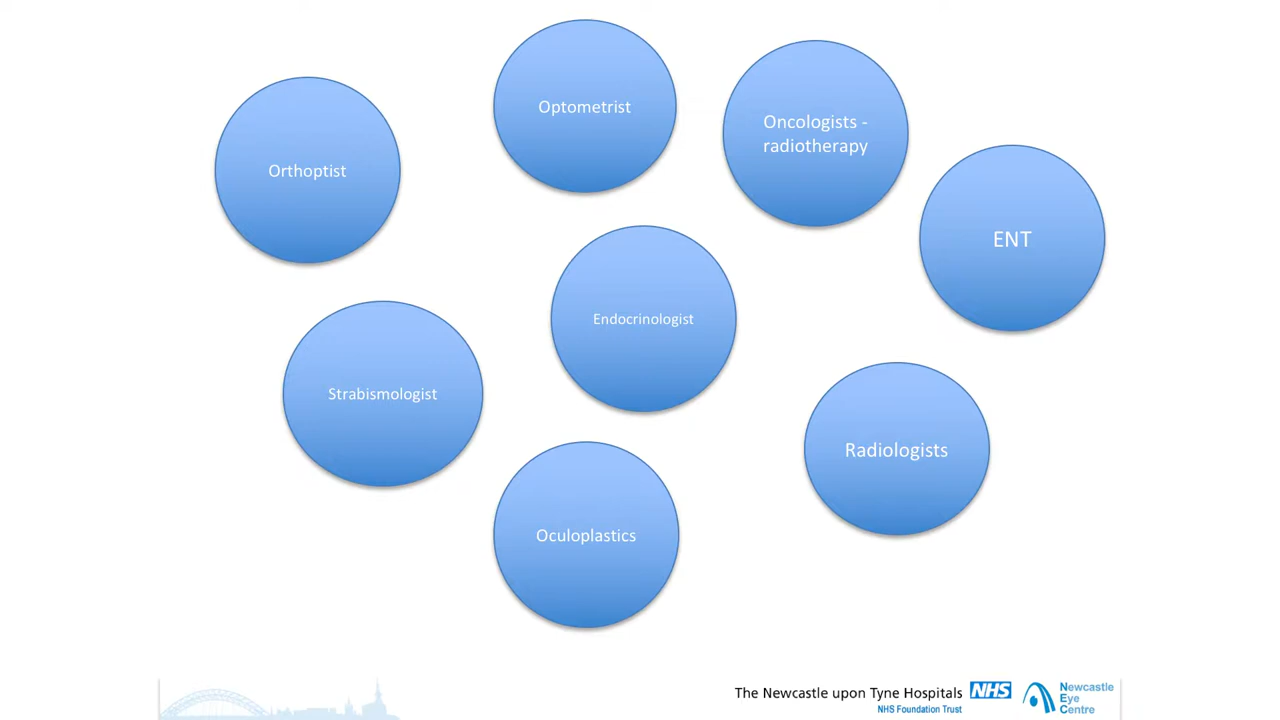 Optometrist
Oncologists -
radiotherapy
Orthoptist
ENT
Endocrinologist
Strabismologist
Radiologists
Oculoplastics
The Newcastle upon Tyne Hospitals
NHS
NHS Foundation Trust
Newcastle
Eye
Centre